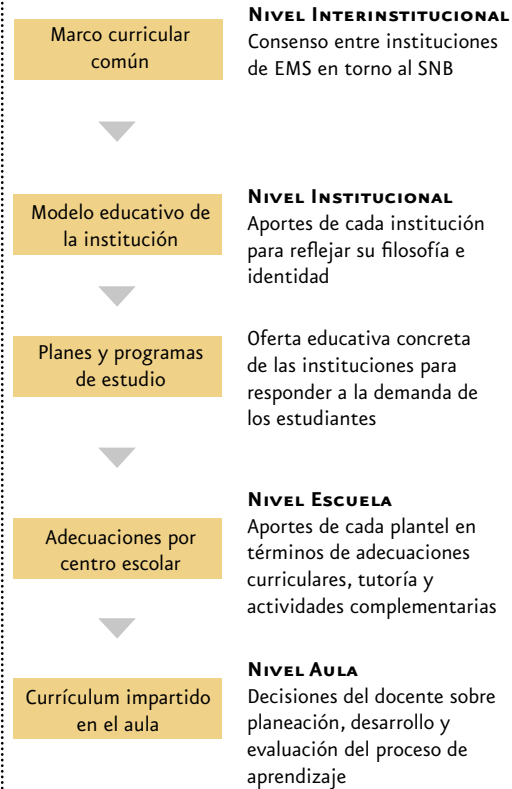 Marco curricular
común
NIVEL INTERINSTITUCIONAL
Consenso entre instituciones
de EMS en torno al SNB
Modelo educativo de
la institución
NIVEL INSTITUCIONAL
Aportes de cada institución
para reflejar su filosofía e
identidad
Planes y programas
de estudio
Oferta educativa concreta
de las instituciones para
responder a la demanda de
los estudiantes
Adecuaciones por
centro escolar
NIVEL ESCUELA
Aportes de cada plantel en
términos de adecuaciones
curriculares, tutoría y
actividades complementarias
Currículum impartido
en el aula
NIVEL AULA
Decisiones del docente sobre
planeación, desarrollo y
evaluación del proceso de
aprendizaje